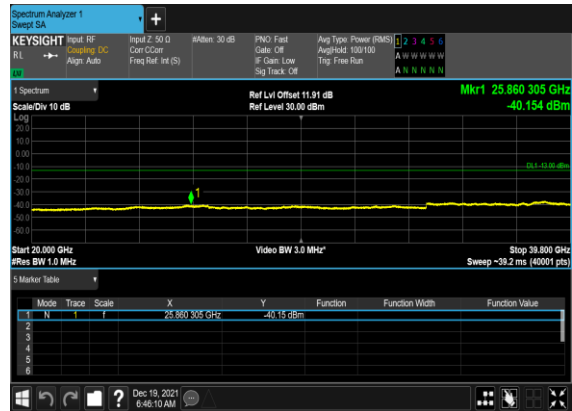 Spectrum Analyzer 1
Swept SA
KEYSIGHT Input: RF Input Z: 50 Ω #Atten: 30 dB PNO: Fast Avg Type: Power (RMS) 1 2 3 4 5 6
RL Coupling: DC Corr CCorr Gate: Off Avg|Hold: 100/100 A W W W W W
Align: Auto Freq Ref: Int (S) IF Gain: Low Trig: Free Run
Sig Track: Off A N N N N N
1 Spectrum Ref Lvl Offset 11.91 dB Mkr1 25.860 305 GHz
Scale/Div 10 dB Ref Level 30.00 dBm -40.154 dBm
Log
20.0
10.0
0.00
-10.0 DL1 -13.00 dBm
-20.0
-30.0
1
-40.0
-50.0
-60.0
Start 20.000 GHz Video BW 3.0 MHz* Stop 39.800 GHz
#Res BW 1.0 MHz Sweep ~39.2 ms (40001 pts)
5 Marker Table
Mode Trace Scale X Y Function Function Width Function Value
1 N 1 f 25.860 305 GHz -40.15 dBm
2
3
4
5
6
? Dec 19, 2021
6:46:10 AM